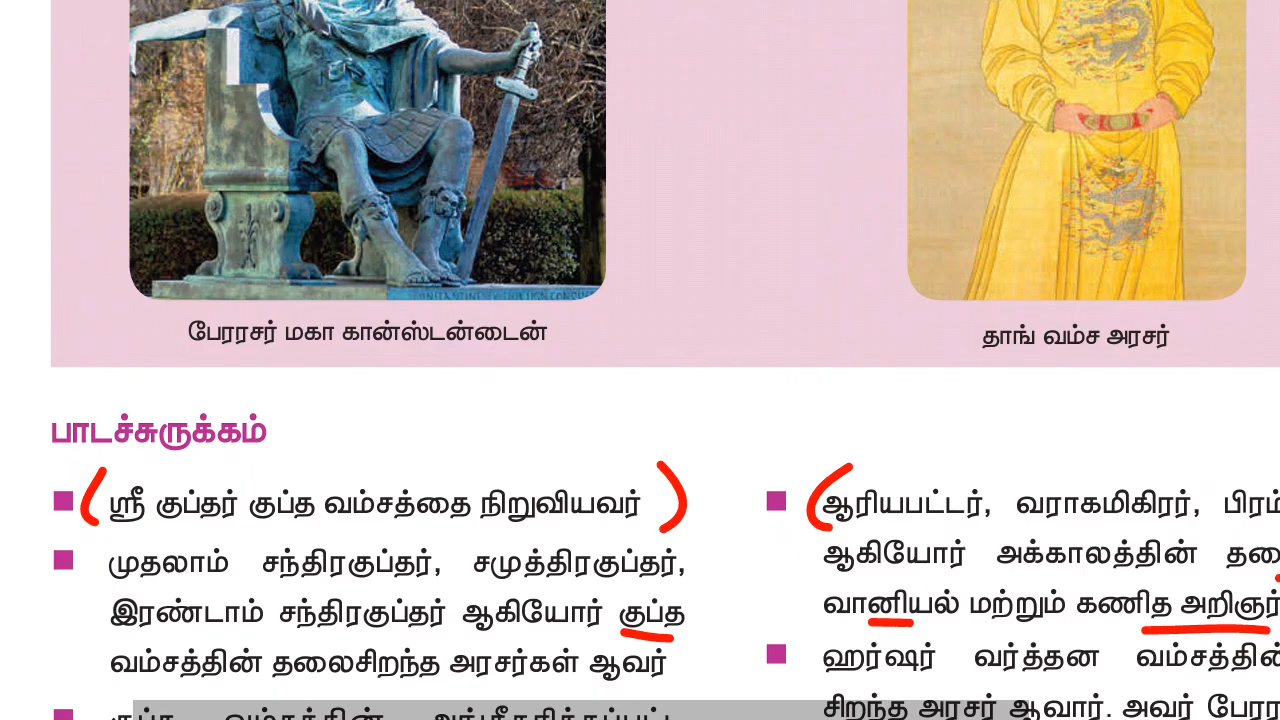 பேரரசர் மகா கான்ஸ்டன்டைன்
தாங் வம்ச அரசர்
பாடச்சுருக்கம்
ஸ்ரீ குப்தர் குப்த வம்சத்தை நிறுவியவர்
முதலாம் சந்திரகுப்தர், சமுத்திரகுப்தர்,
இரண்டாம் சந்திரகுப்தர் ஆகியோர் குப்த
வம்சத்தின் தலைசிறந்த அரசர்கள் ஆவர்
குப்த வம்சத்தின்
ஆரியபட்டர், வராகமிகிரர்,
ஆகியோர் அக்காலத்தின்
வானியல் மற்றும் கணித அறிஞர்
ஹர்ஷர் வர்த்தன வம்சத்தின்
சிறந்த அரசர் ஆவார். அவர்